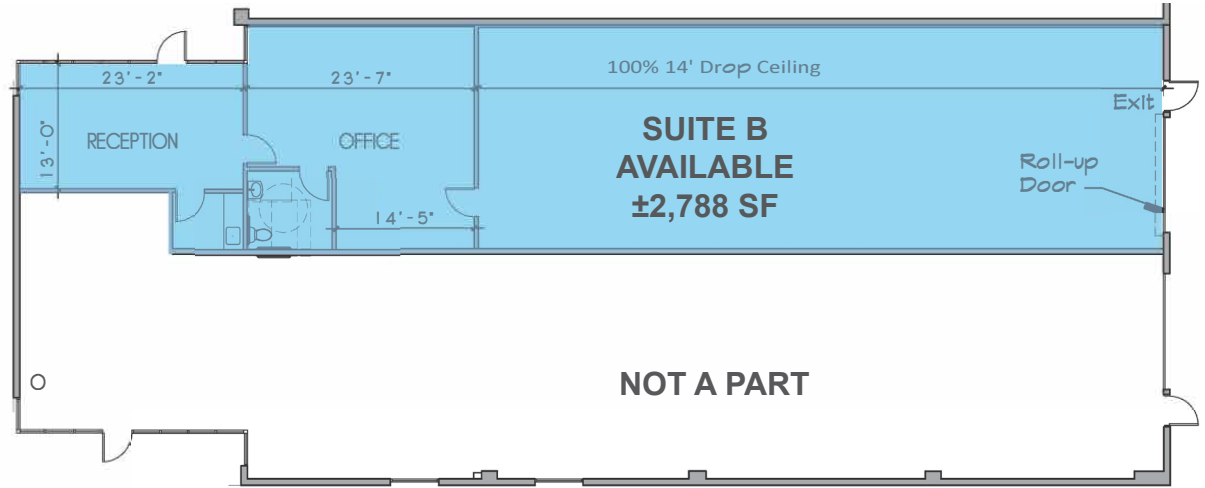 23'-2"
23'-7"
100% 14' Drop Ceiling
Exit
13'-0"
RECEPTION
OFFICE
SUITE B
AVAILABLE
±2,788 SF
Roll-up
Door
14'-5"
NOT A PART